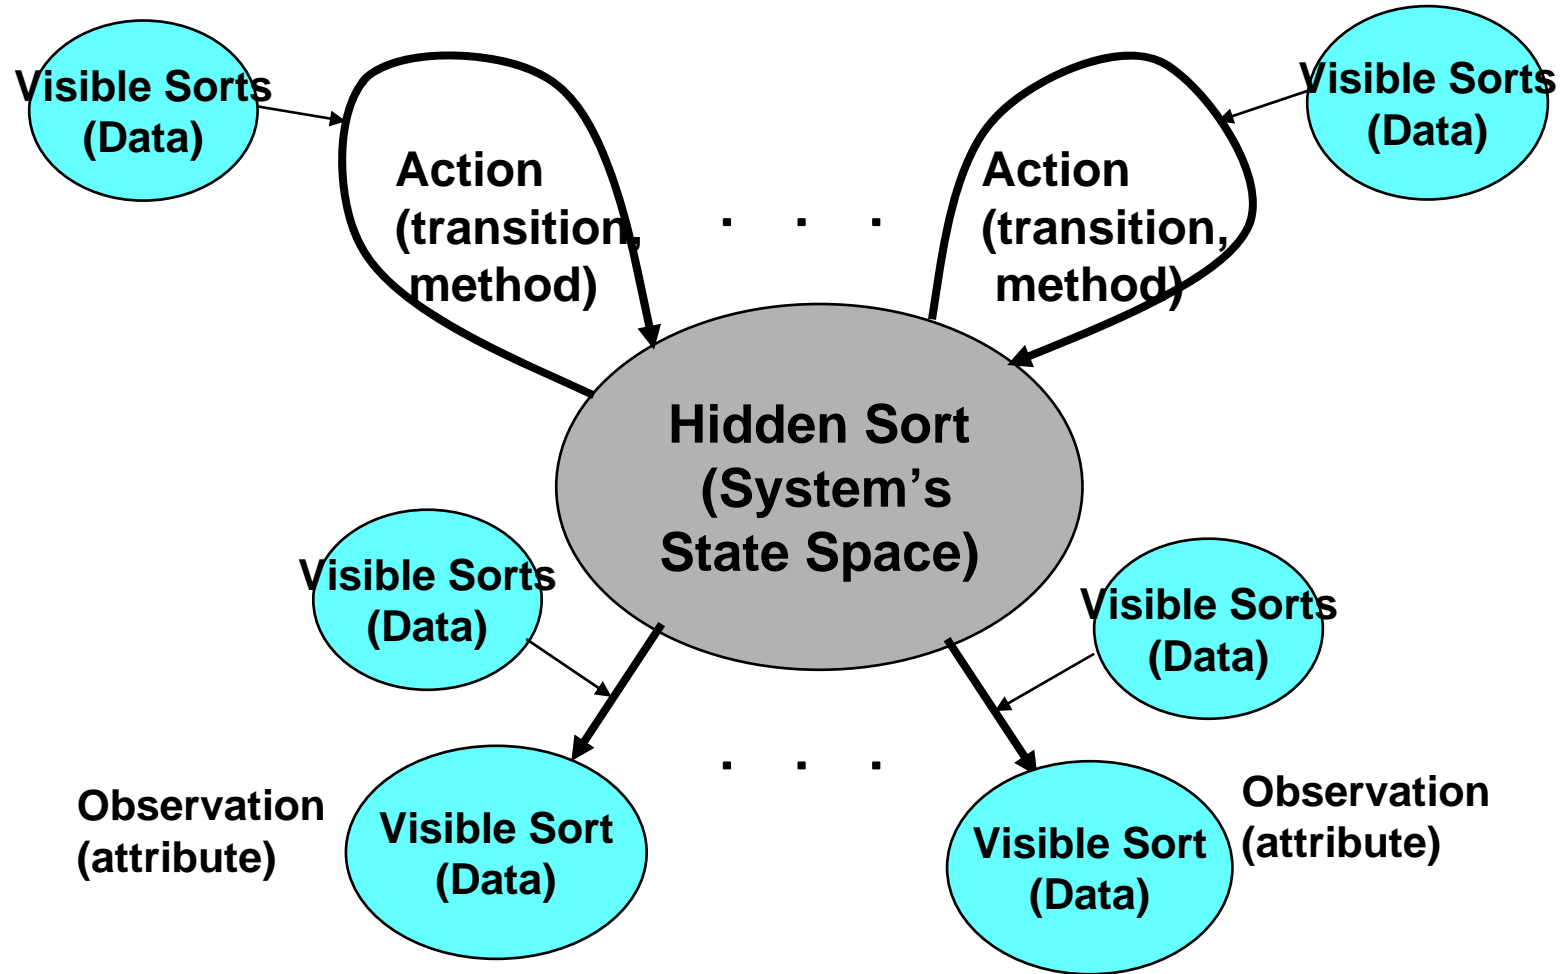 Visible Sorts
(Data)
Visible Sorts
(Data)
Action
(transition,
method)
. . .
Action
(transition,
method)
Hidden Sort
(System’s
State Space)
Visible Sorts
(Data)
Visible Sorts
(Data)
. . .
Observation
(attribute)
Visible Sort
(Data)
Visible Sort
(Data)
Observation
(attribute)